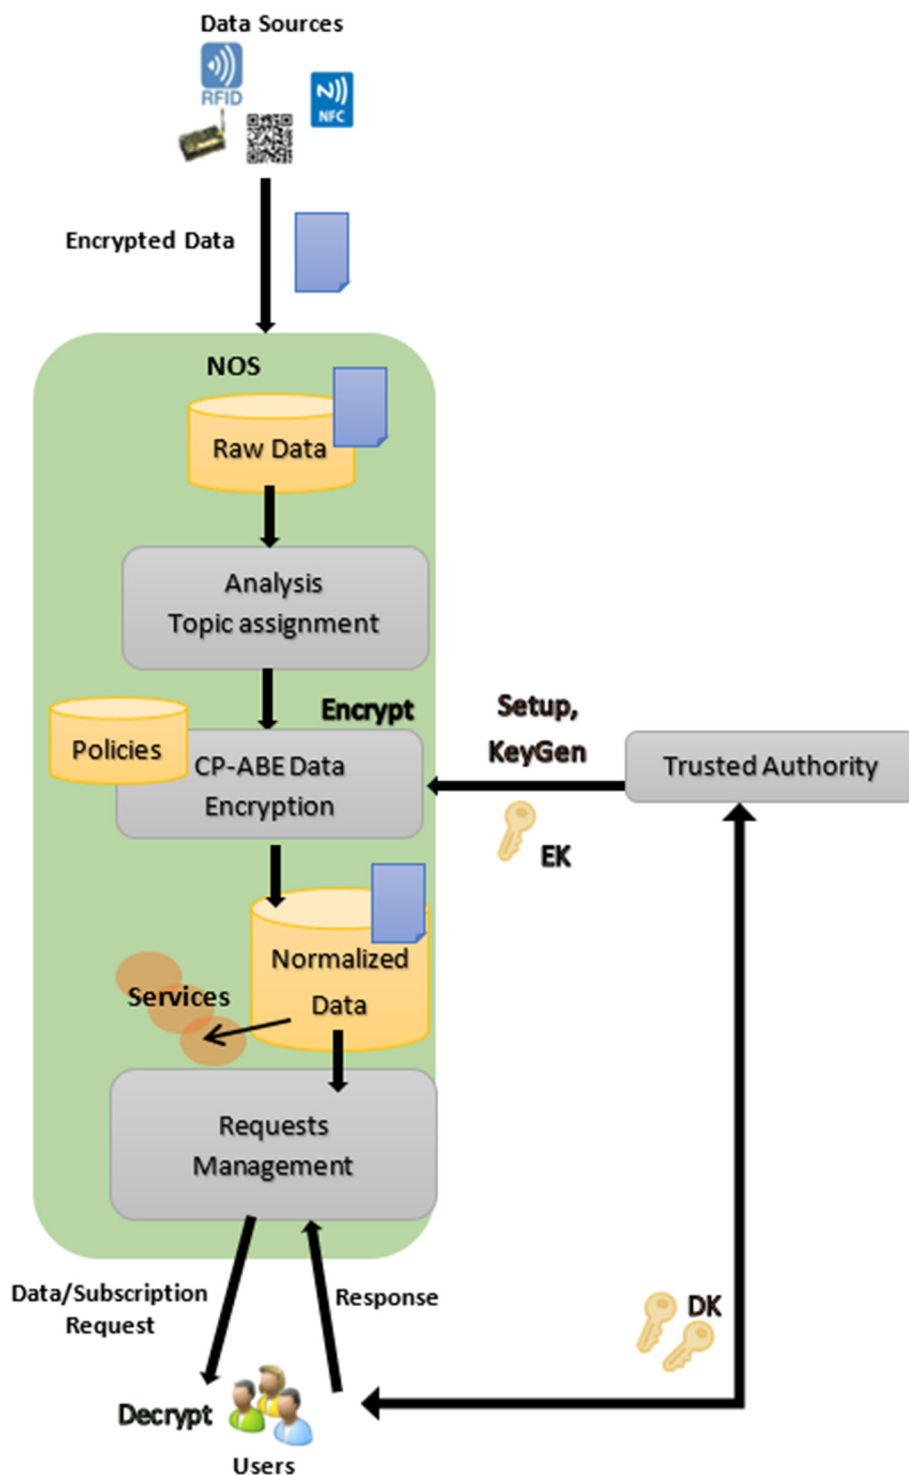 Data Sources
RFID
NFC
Encrypted Data
NOS
Raw Data
Analysis
Topic assignment
Encrypt
Setup,
KeyGen
Policies
CP-ABE Data
Encryption
Trusted Authority
EK
Normalized
Data
Services
Requests
Management
Data/Subscription
Request
Response
DK
Decrypt
Users